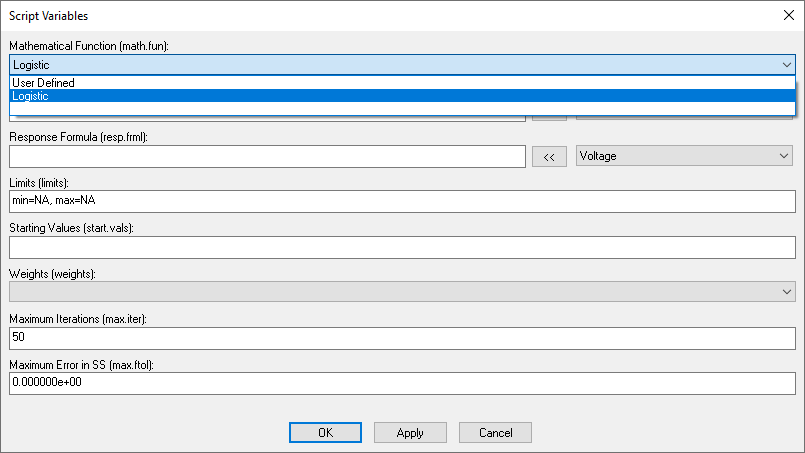 Script Variables
Mathematical Function (math.fun):
Logistic
User Defined
Logistic
Response Formula (resp.frml):
<<
Voltage
Limits (limits):
min=NA, max=NA
Starting Values (start.vals):
Weights (weights):
Maximum Iterations (max.iter):
50
Maximum Error in SS (max.ftol):
0.000000e+00
OK
Apply
Cancel